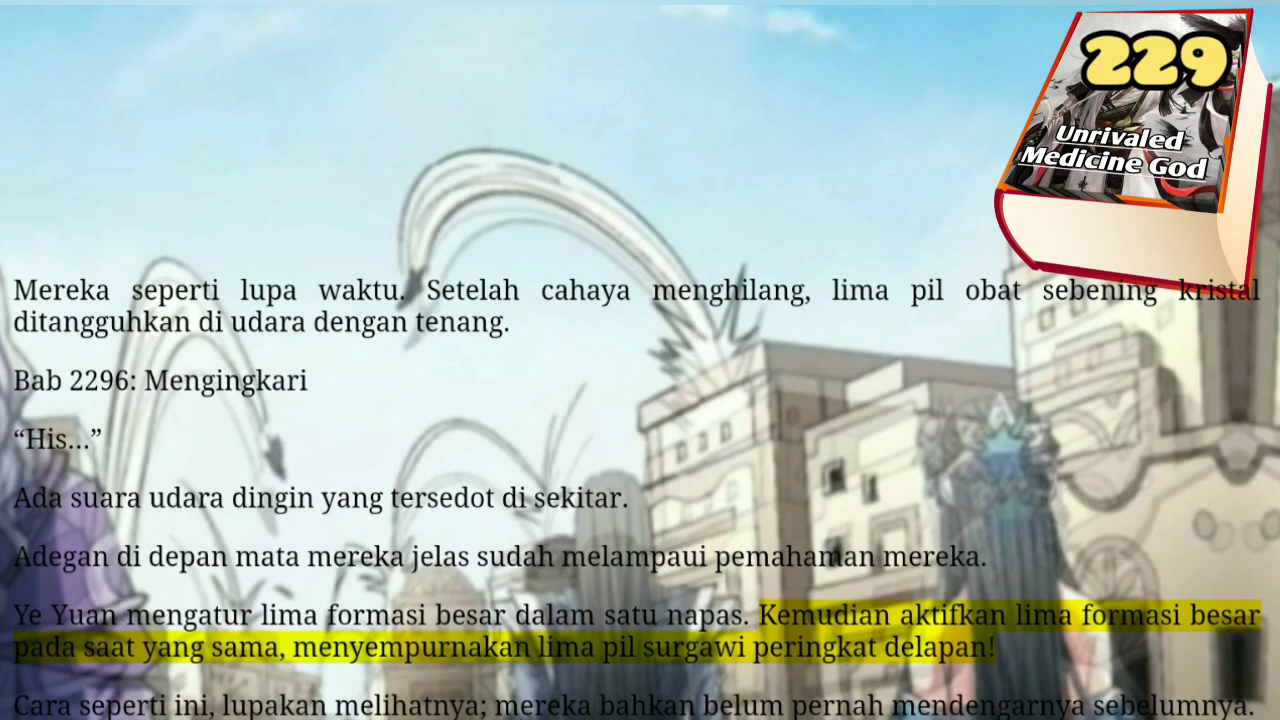 229
Unrivaled
Medicine God
Mereka seperti lupa waktu. Setelah cahaya menghilang, lima pil obat sebening kristal
ditangguhkan di udara dengan tenang.
Bab 2296: Mengingkari
“His…”
Ada suara udara dingin yang tersedot di sekitar.
Adegan di depan mata mereka jelas sudah melampaui pemahaman mereka.
Ye Yuan mengatur lima formasi besar dalam satu napas. Kemudian aktifkan lima formasi besar
pada saat yang sama, menyempurnakan lima pil surgawi peringkat delapan!
Cara seperti ini, lupakan melihatnya; mereka bahkan belum pernah mendengarnya sebelumnya.